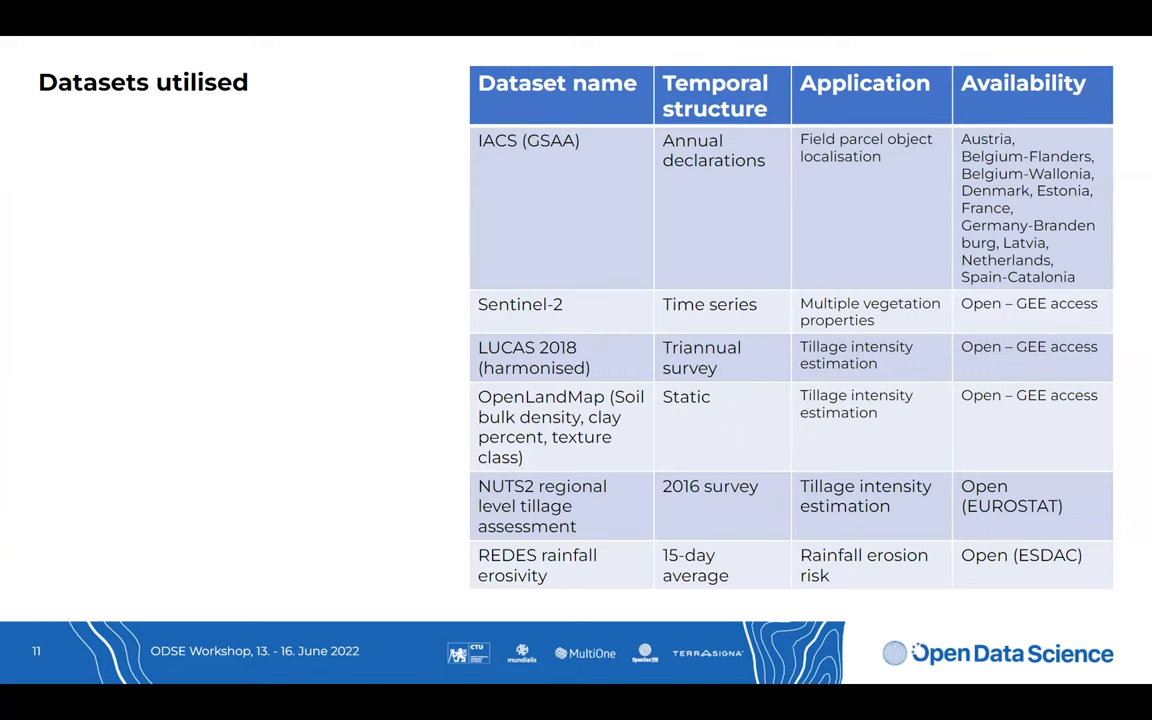 Datasets utilised
Dataset name
Temporal
structure
Application
Availability
IACS (GSAA)
Annual
declarations
Field parcel object
localisation
Austria,
Belgium-Flanders,
Belgium-Wallonia,
Denmark, Estonia,
France,
Germany-Branden
burg, Latvia,
Netherlands,
Spain-Catalonia
Sentinel-2
Time series
Multiple vegetation
properties
Open – GEE access
LUCAS 2018
(harmonised)
Triannual
survey
Tillage intensity
estimation
Open – GEE access
OpenLandMap (Soil
bulk density, clay
percent, texture
class)
Static
Tillage intensity
estimation
Open – GEE access
NUTS2 regional
level tillage
assessment
2016 survey
Tillage intensity
estimation
Open
(EUROSTAT)
REDES rainfall
erosivity
15-day
average
Rainfall erosion
risk
Open (ESDAC)
11
ODSE Workshop, 13. - 16. June 2022
CTU
mundialis
MultiOne
OpenGeoHub
TERRASIGNA
Open Data Science